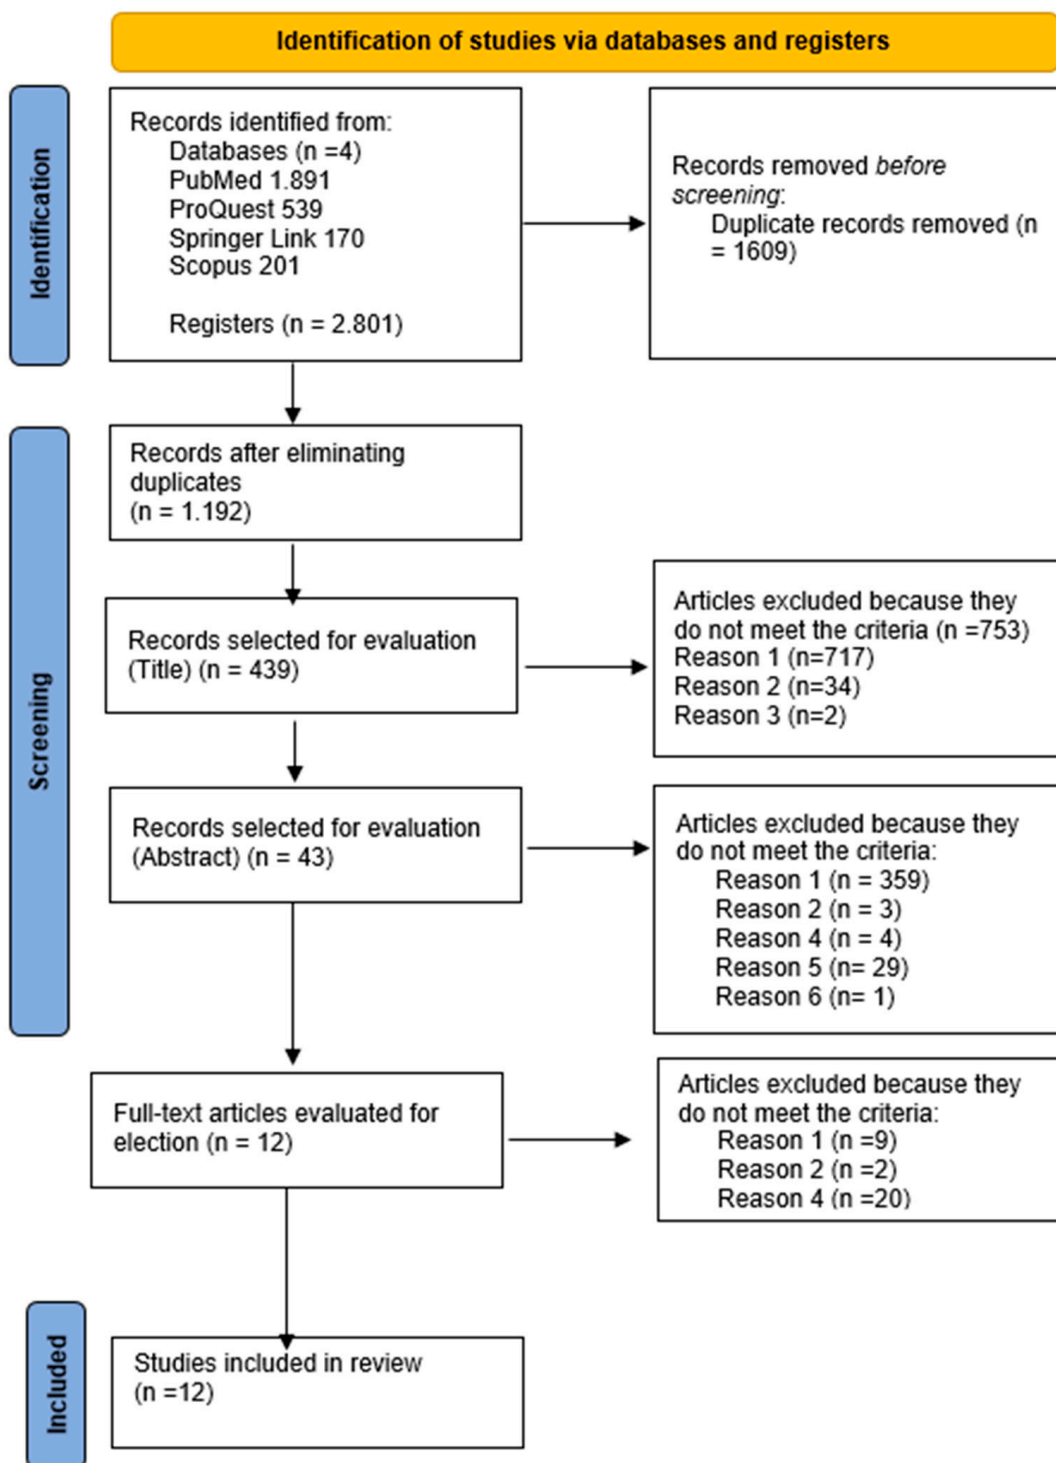 Identification of studies via databases and registers
Identification
Records identified from:
Databases (n =4)
PubMed 1.891
ProQuest 539
Springer Link 170
Scopus 201
Registers (n = 2.801)
Records removed before
screening:
Duplicate records removed (n
= 1609)
Screening
Records after eliminating
duplicates
(n = 1.192)
Records selected for evaluation
(Title) (n = 439)
Articles excluded because they
do not meet the criteria (n =753)
Reason 1 (n=717)
Reason 2 (n=34)
Reason 3 (n=2)
Records selected for evaluation
(Abstract) (n = 43)
Articles excluded because they
do not meet the criteria:
Reason 1 (n = 359)
Reason 2 (n = 3)
Reason 4 (n = 4)
Reason 5 (n= 29)
Reason 6 (n= 1)
Full-text articles evaluated for
election (n = 12)
Articles excluded because they
do not meet the criteria:
Reason 1 (n =9)
Reason 2 (n =2)
Reason 4 (n =20)
Included
Studies included in review
(n =12)